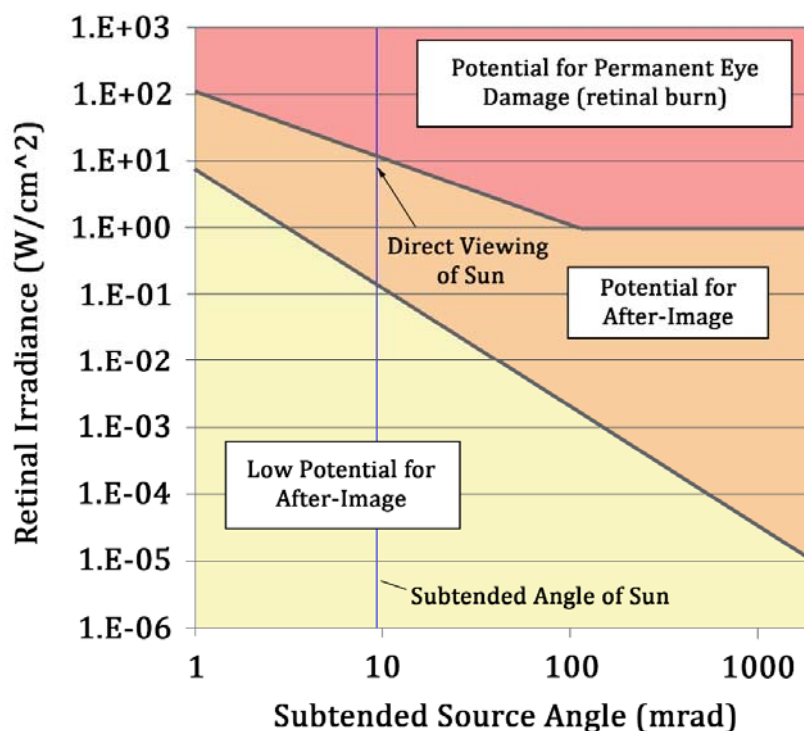 1.E+03
1.E+02
1.E+01
1.E+00
1.E-01
1.E-02
1.E-03
1.E-04
1.E-05
1.E-06
Retinal Irradiance (W/cm^2)
Potential for Permanent Eye
Damage (retinal burn)
Direct Viewing
of Sun
Potential for
After-Image
Low Potential for
After-Image
Subtended Angle of Sun
1
10
100
1000
Subtended Source Angle (mrad)